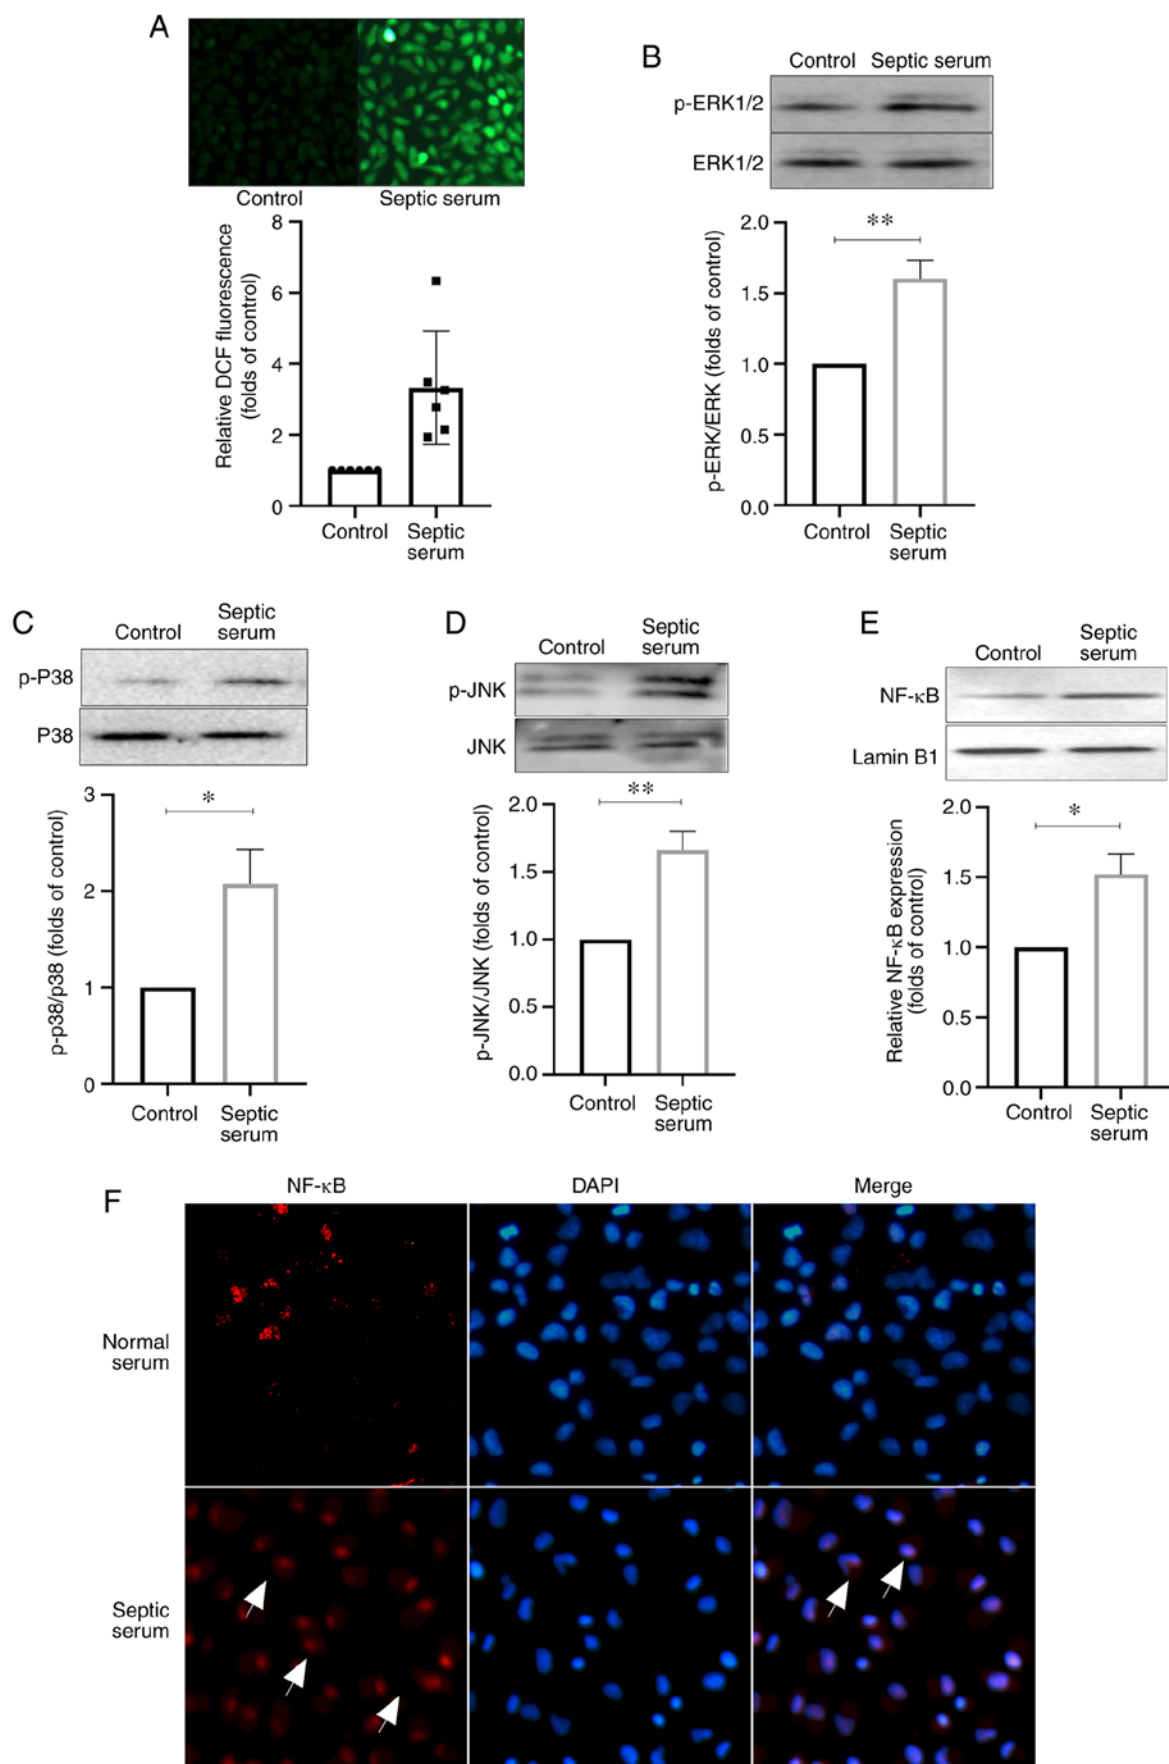 A
Control
Septic serum
Relative DCF fluorescence
(folds of control)
8
6
4
2
0
Control
Septic
serum
B
Control
Septic serum
p-ERK1/2
ERK1/2
**
p-ERK/ERK (folds of control)
2.0
1.5
1.0
0.5
0.0
Control
Septic
serum
C
Control
Septic
serum
p-P38
P38
*
p-p38/p38 (folds of control)
3
2
1
0
Control
Septic
serum
D
Control
Septic
serum
p-JNK
JNK
**
p-JNK/JNK (folds of control)
2.0
1.5
1.0
0.5
0.0
Control
Septic
serum
E
Control
Septic
serum
NF-κB
Lamin B1
*
Relative NF-κB expression
(folds of control)
2.0
1.5
1.0
0.5
0.0
Control
Septic
serum
F
NF-κB
DAPI
Merge
Normal
serum
Septic
serum